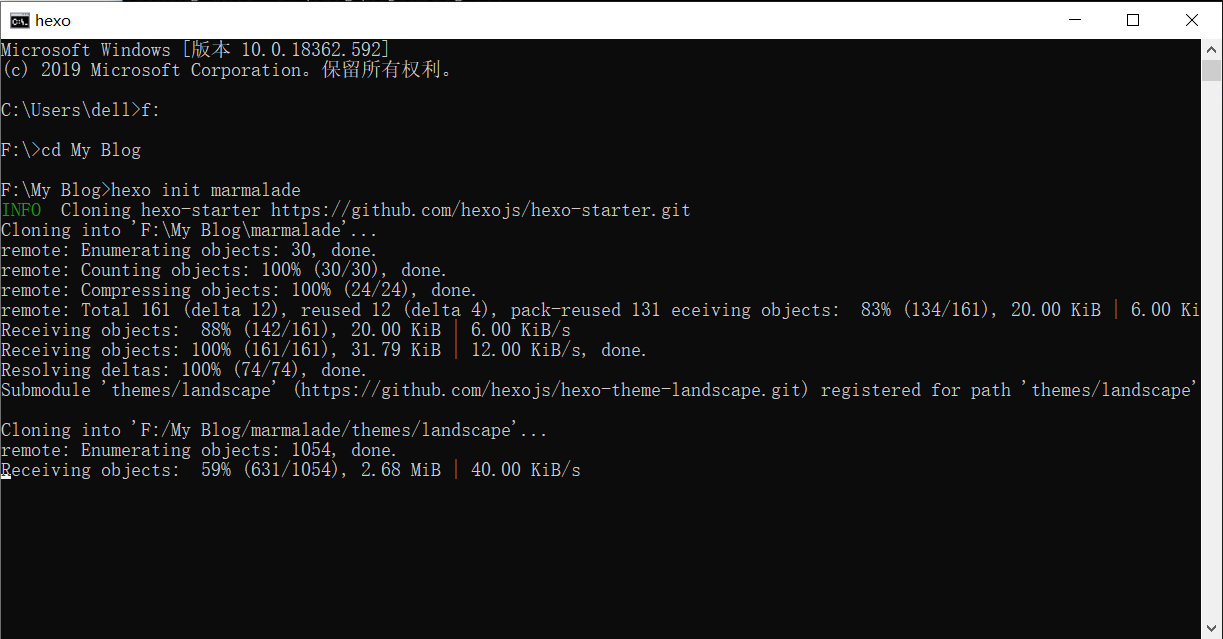 hexo
Microsoft Windows [版本 10.0.18362.592]
(c) 2019 Microsoft Corporation。保留所有权利。
C:\Users\dell>f:
F:\>cd My Blog
F:\My Blog>hexo init marmalade
INFO  Cloning hexo-starter https://github.com/hexojs/hexo-starter.git
Cloning into 'F:\My Blog\marmalade'...
remote: Enumerating objects: 30, done.
remote: Counting objects: 100% (30/30), done.
remote: Compressing objects: 100% (24/24), done.
remote: Total 161 (delta 12), reused 12 (delta 4), pack-reused 131 eceiving objects:  83% (134/161), 20.00 KiB | 6.00 Ki
Receiving objects:  88% (142/161), 20.00 KiB | 6.00 KiB/s
Receiving objects: 100% (161/161), 31.79 KiB | 12.00 KiB/s, done.
Resolving deltas: 100% (74/74), done.
Submodule 'themes/landscape' (https://github.com/hexojs/hexo-theme-landscape.git) registered for path 'themes/landscape'
Cloning into 'F:/My Blog/marmalade/themes/landscape'...
remote: Enumerating objects: 1054, done.
Receiving objects:  59% (631/1054), 2.68 MiB | 40.00 KiB/s